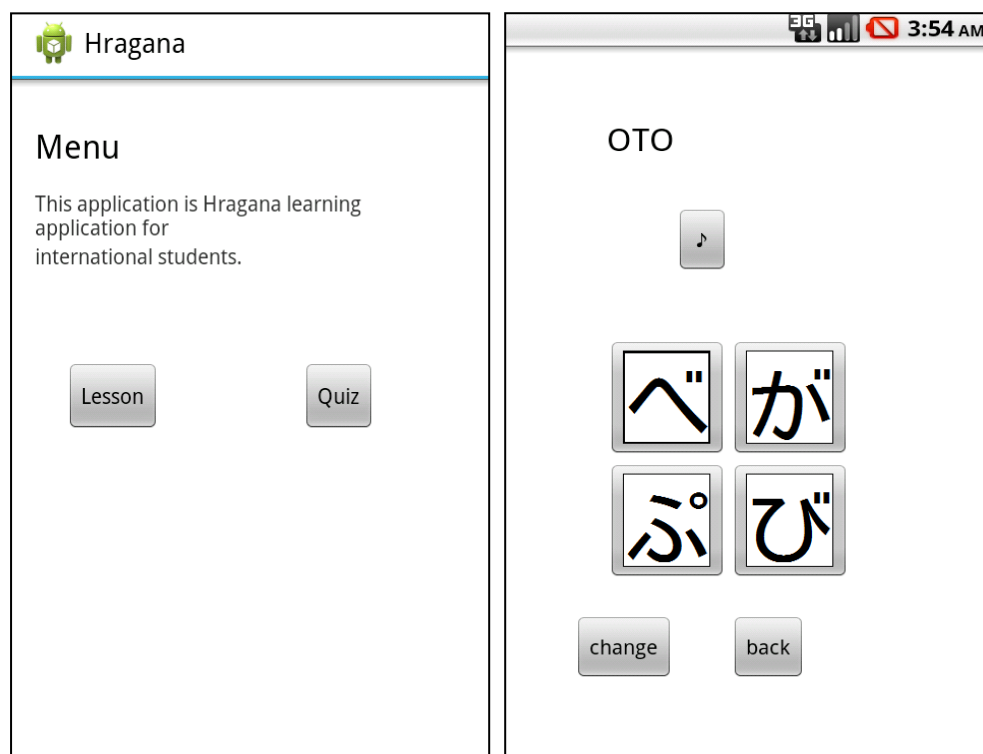 Hragana
Menu
This application is Hragana learning
application for
international students.
Lesson Quiz
3G 3:54 AM
OTO
♪
べ が
ぷ び
change back